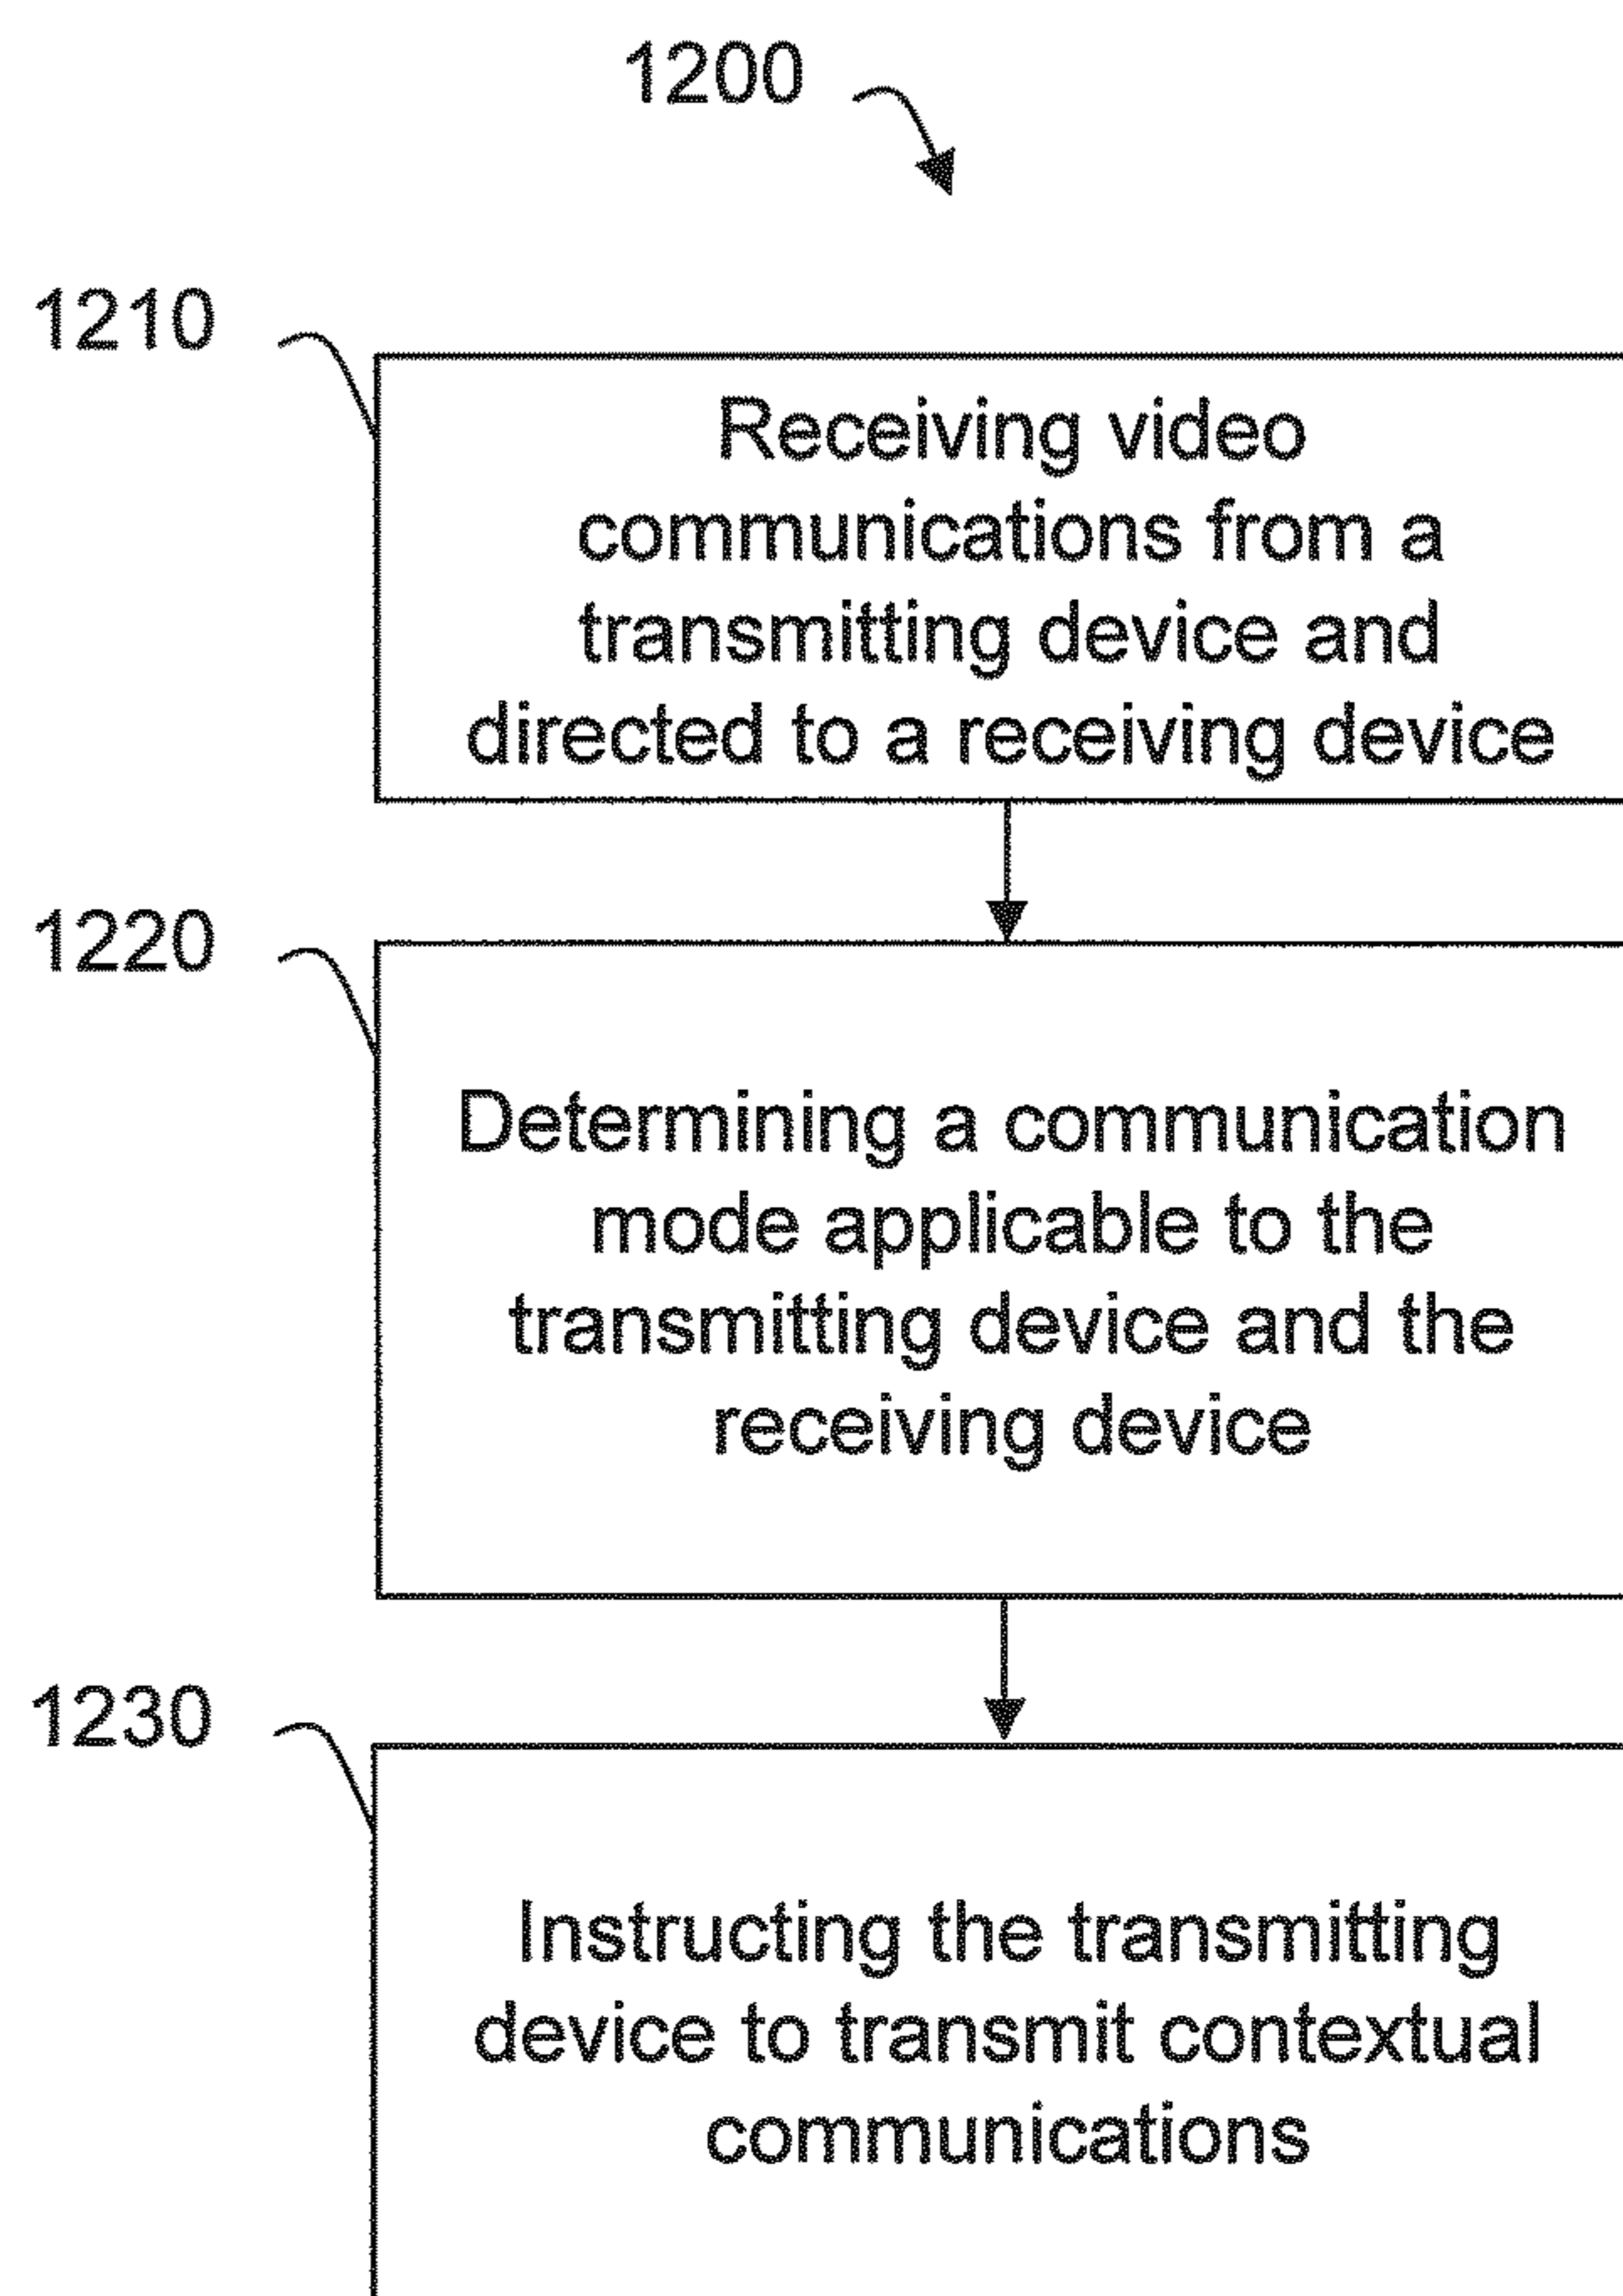 1200
1210
Receiving video
communications from a
transmitting device and
directed to a receiving device
1220
Determining a communication
mode applicable to the
transmitting device and the
receiving device
1230
Instructing the transmitting
device to transmit contextual
communications